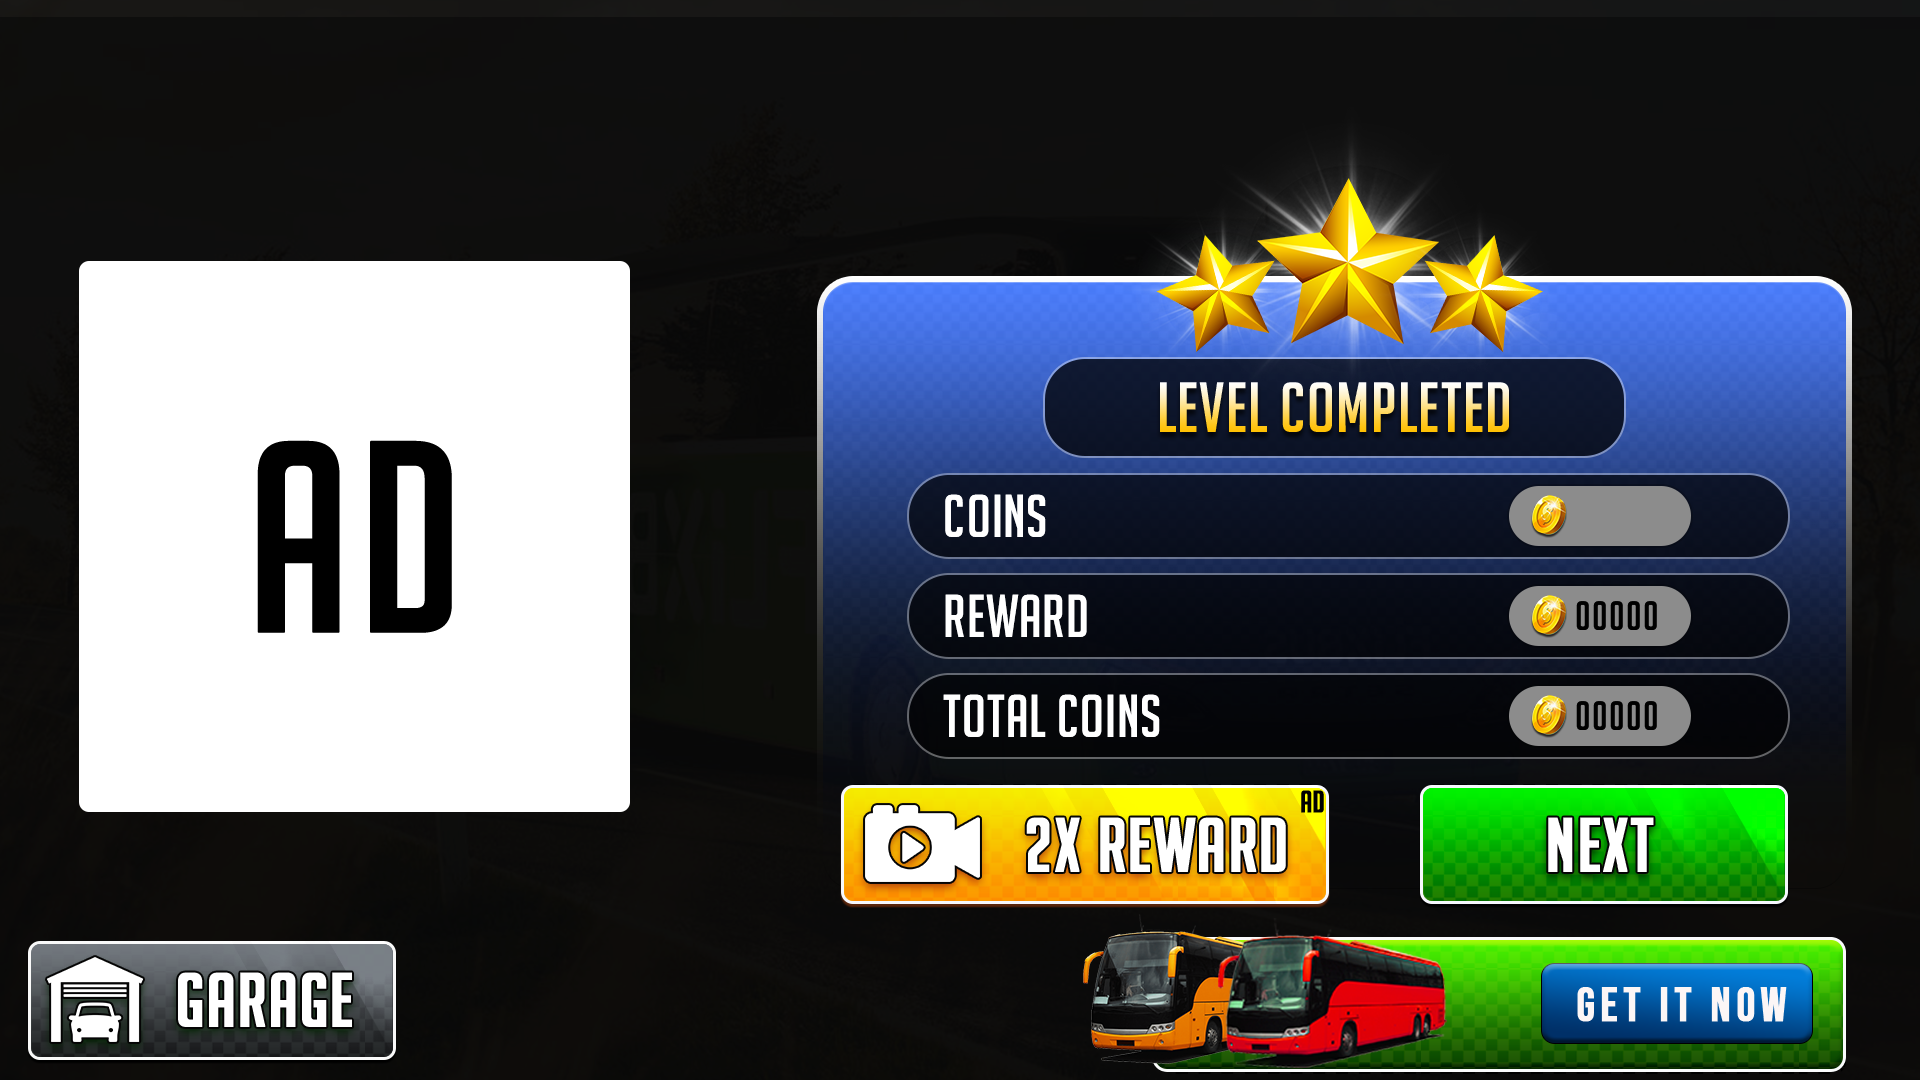 AD
LEVEL COMPLETED
COINS
REWARD 00000
TOTAL COINS 00000
2X REWARD AD
NEXT
GARAGE
GET IT NOW